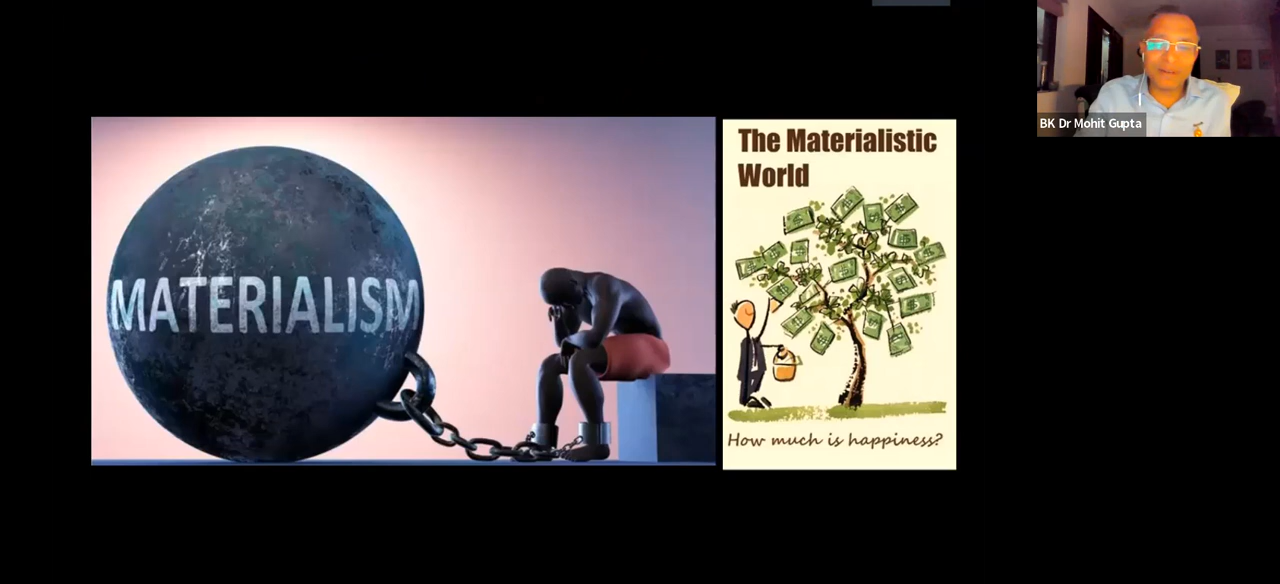 MATERIALISM
The Materialistic
World
How much is happiness?
BK Dr Mohit Gupta